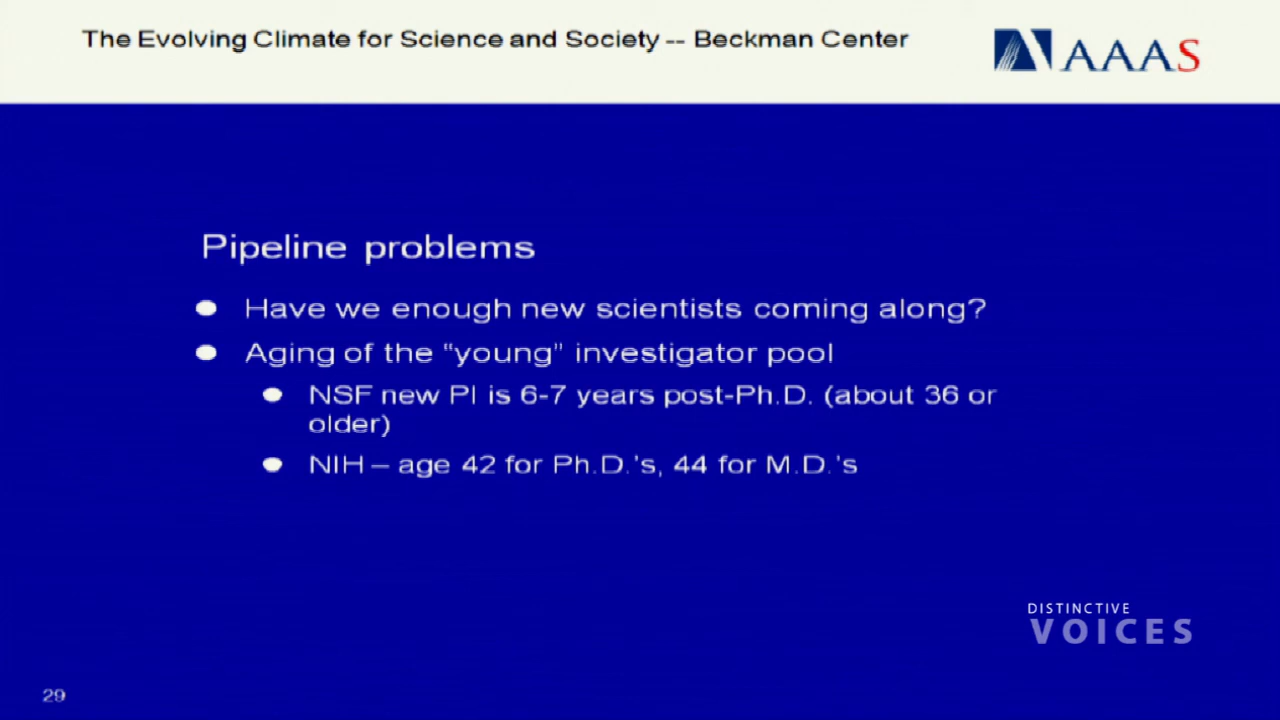 The Evolving Climate for Science and Society -- Beckman Center
AAAS
Pipeline problems
Have we enough new scientists coming along?
Aging of the "young" investigator pool
NSF new PI is 6-7 years post-Ph.D. (about 36 or
older)
NIH – age 42 for Ph.D.'s, 44 for M.D.'s
DISTINCTIVE
VOICES
29